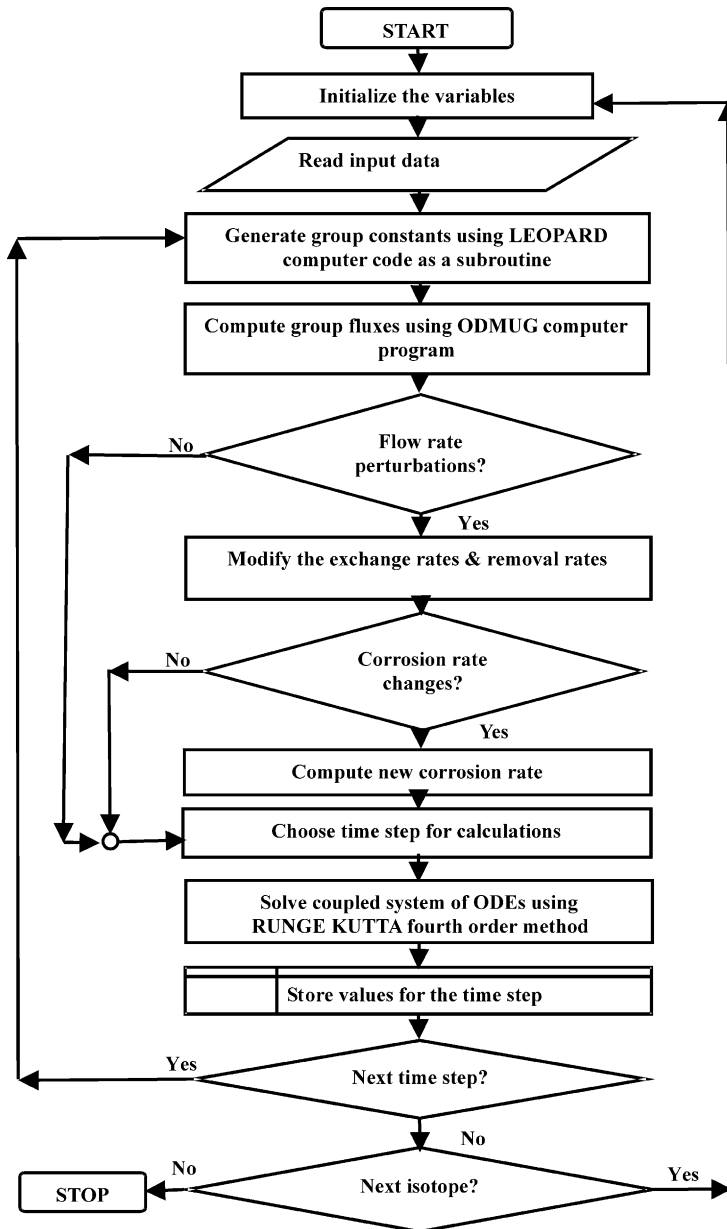 START
Initialize the variables
Read input data
Generate group constants using LEOPARD
computer code as a subroutine
Compute group fluxes using ODMUG computer
program
No
Flow rate
perturbations?
Yes
Modify the exchange rates & removal rates
No
Corrosion rate
changes?
Yes
Compute new corrosion rate
Choose time step for calculations
Solve coupled system of ODEs using
RUNGE KUTTA fourth order method
Store values for the time step
Yes
Next time step?
No
No
Next isotope?
Yes
STOP